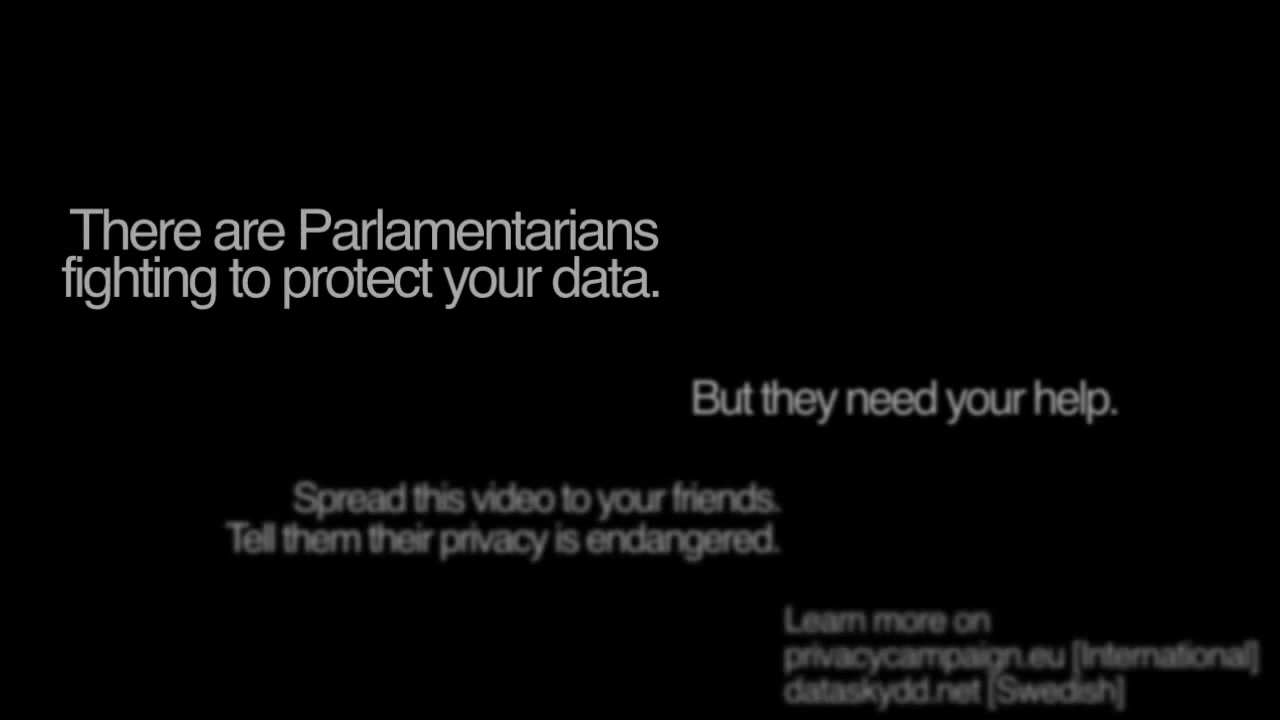 There are Parlamentarians
fighting to protect your data.
But they need your help.
Spread this video to your friends.
Tell them their privacy is endangered.
Learn more on
privacycampaign.eu [International]
dataskydd.net [Swedish]